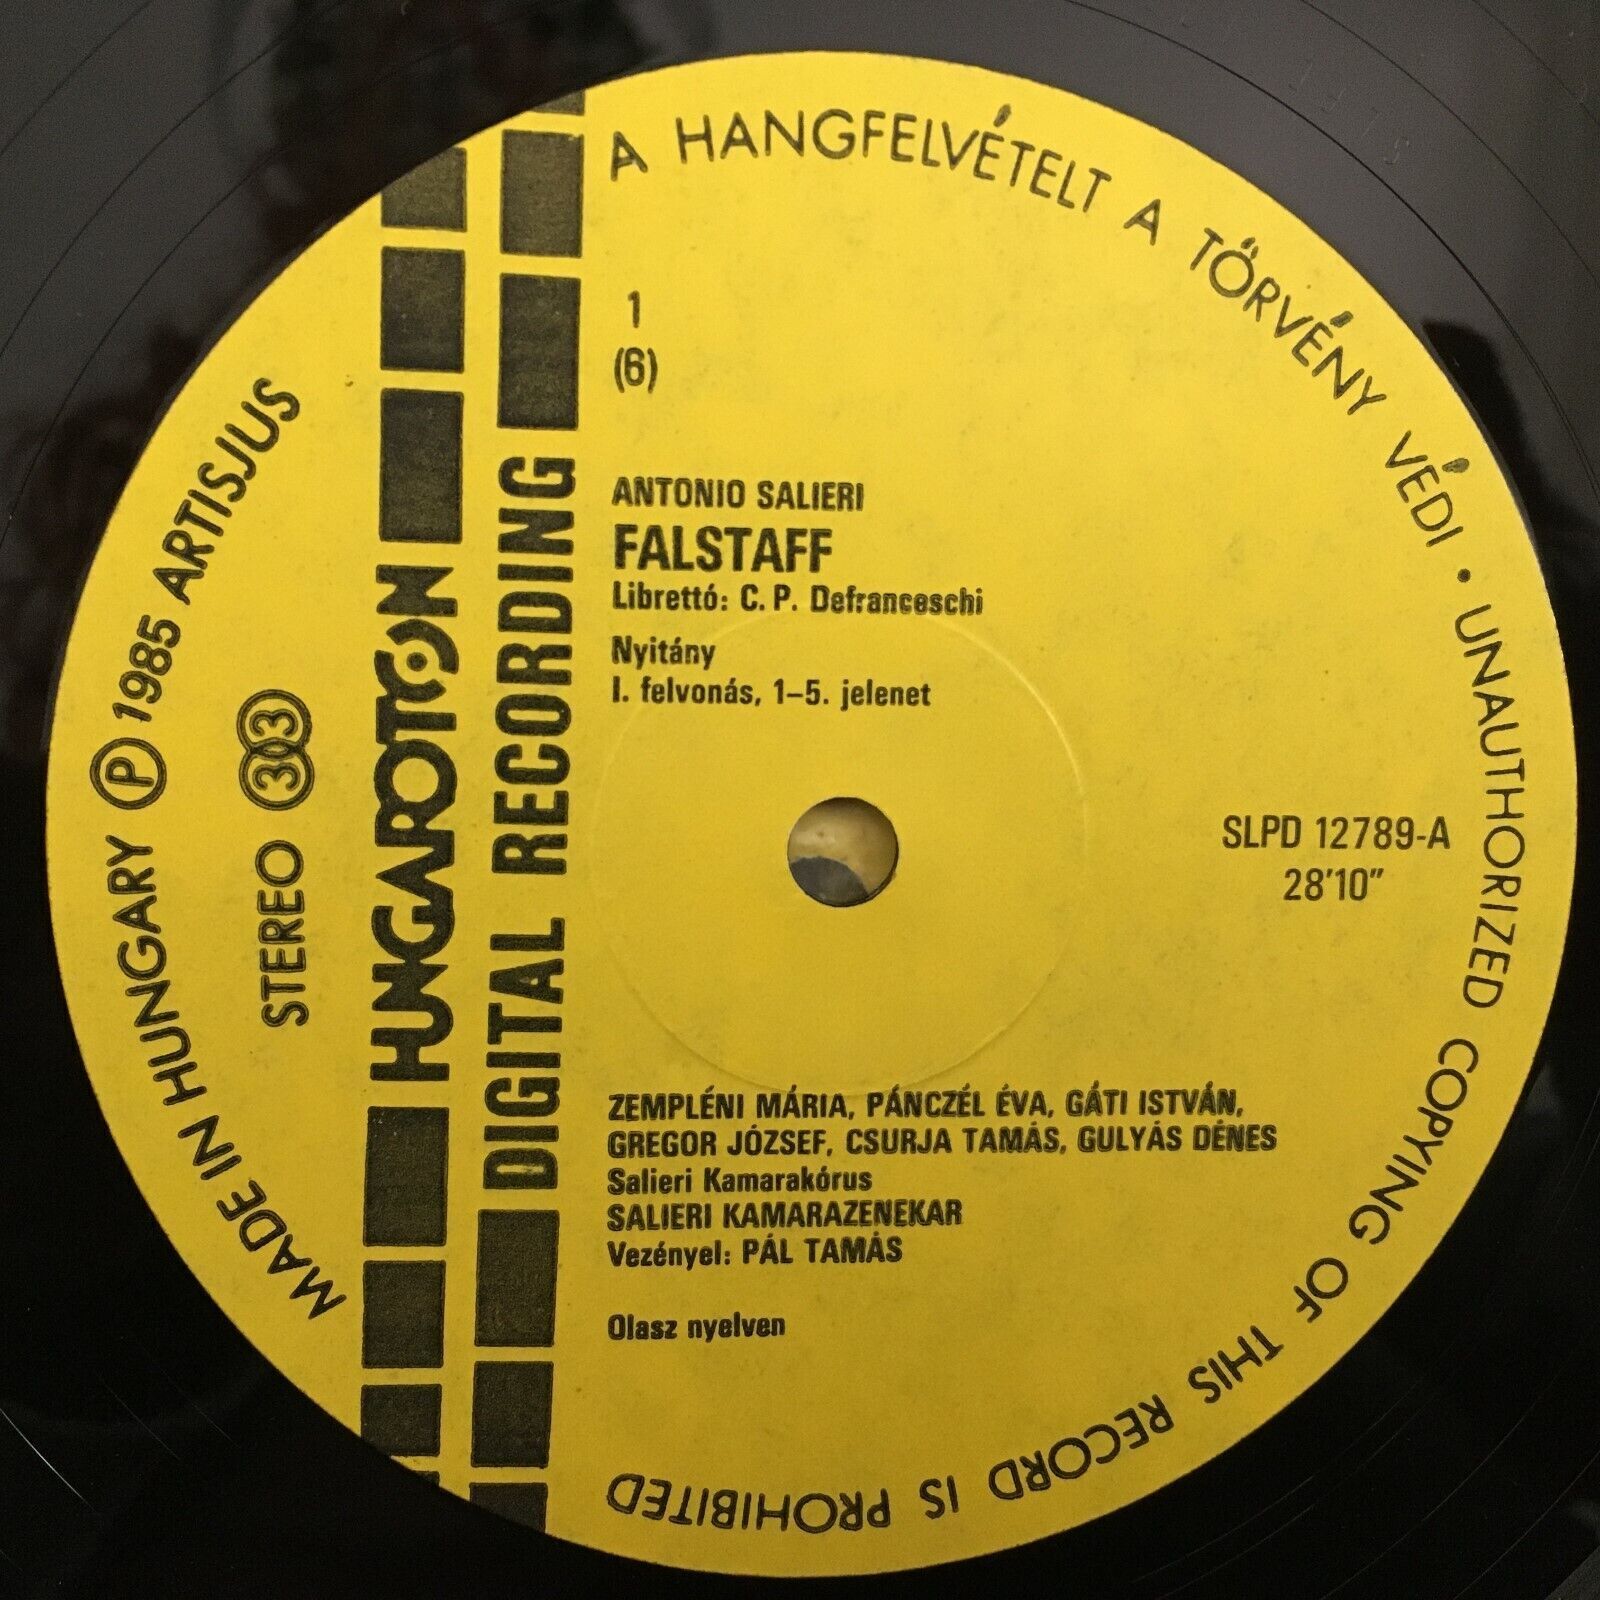 A HANGFELVÉTELT A TÖRVÉNY VÉDI • UNAUTHORIZED COPYING OF THIS RECORD IS PROHIBITED
MADE IN HUNGARY Ⓟ 1985 ARTISJUS
STEREO 33
HUNGAROTON
DIGITAL RECORDING
1
(6)
ANTONIO SALIERI
FALSTAFF
Librettó: C. P. Defranceschi
Nyitány
I. felvonás, 1–5. jelenet
SLPD 12789-A
28'10"
ZEMPLÉNI MÁRIA, PÁNCZÉL ÉVA, GÁTI ISTVÁN,
GREGOR JÓZSEF, CSURJA TAMÁS, GULYÁS DÉNES
Salieri Kamarakórus
SALIERI KAMARAZENEKAR
Vezényel: PÁL TAMÁS
Olasz nyelven